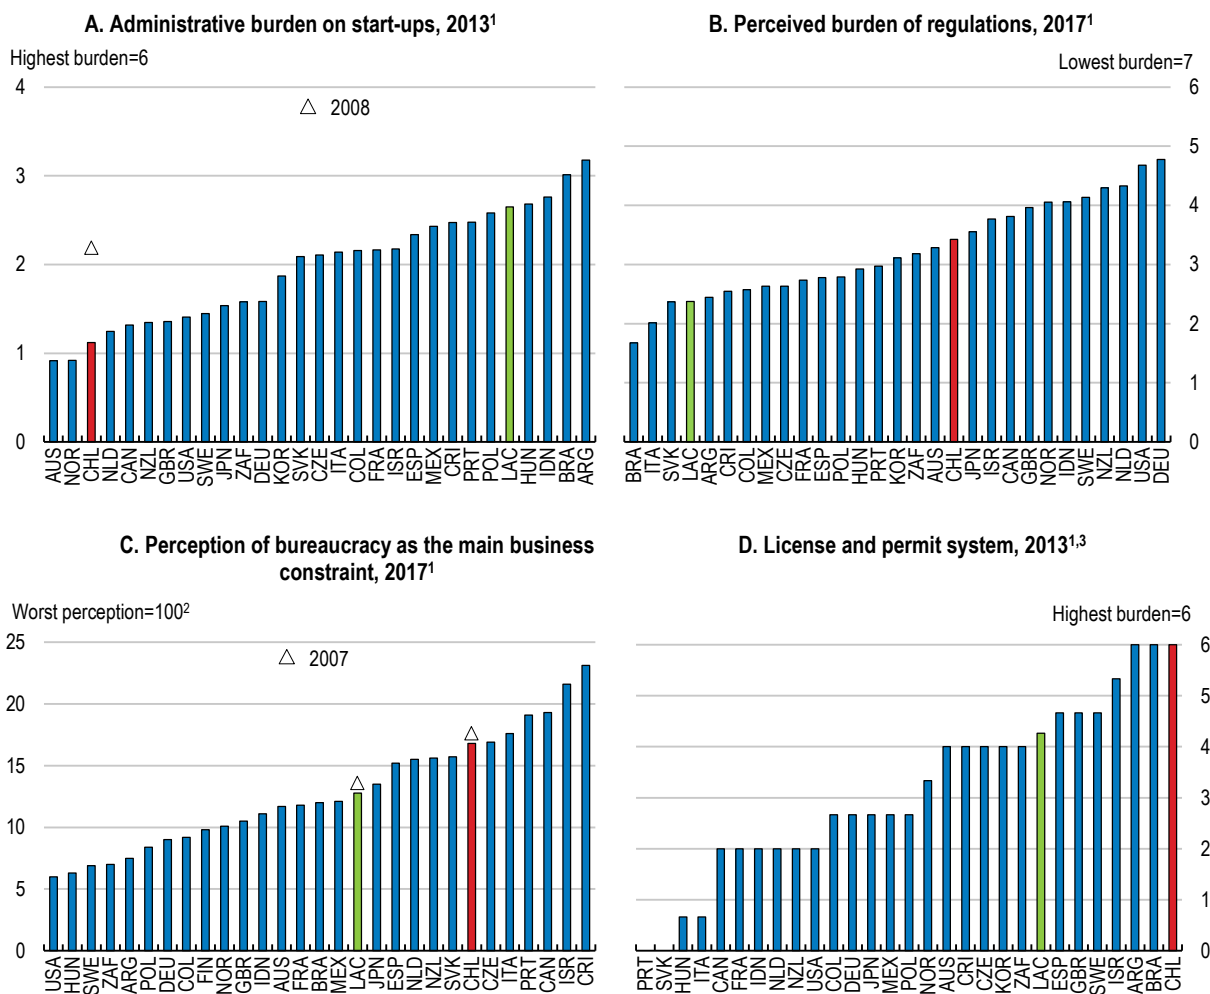 A. Administrative burden on start-ups, 2013¹
Highest burden=6
4
3
2
1
0
△ 2008
AUS NOR CHL NLD CAN NZL GBR USA SWE JPN ZAF DEU KOR SVK CZE ITA COL FRA ISR ESP MEX CRI PRT POL LAC HUN IDN BRA ARG
B. Perceived burden of regulations, 2017¹
Lowest burden=7
6
5
4
3
2
1
0
BRA ITA SVK LAC ARG CRI COL MEX CZE FRA ESP POL HUN PRT KOR ZAF AUS CHL JPN ISR CAN GBR NOR IDN SWE NZL NLD USA DEU
C. Perception of bureaucracy as the main business
constraint, 2017¹
Worst perception=100²
25
20
15
10
5
0
△ 2007
USA HUN SWE ZAF ARG POL DEU COL FIN NOR GBR IDN AUS FRA BRA MEX LAC JPN ESP NLD NZL SVK CHL CZE ITA PRT CAN ISR CRI
D. License and permit system, 2013¹,³
Highest burden=6
6
5
4
3
2
1
0
PRT SVK HUN ITA CAN FRA IDN NLD NZL USA COL DEU JPN MEX POL NOR AUS CRI CZE KOR ZAF LAC ESP GBR SWE ISR ARG BRA CHL